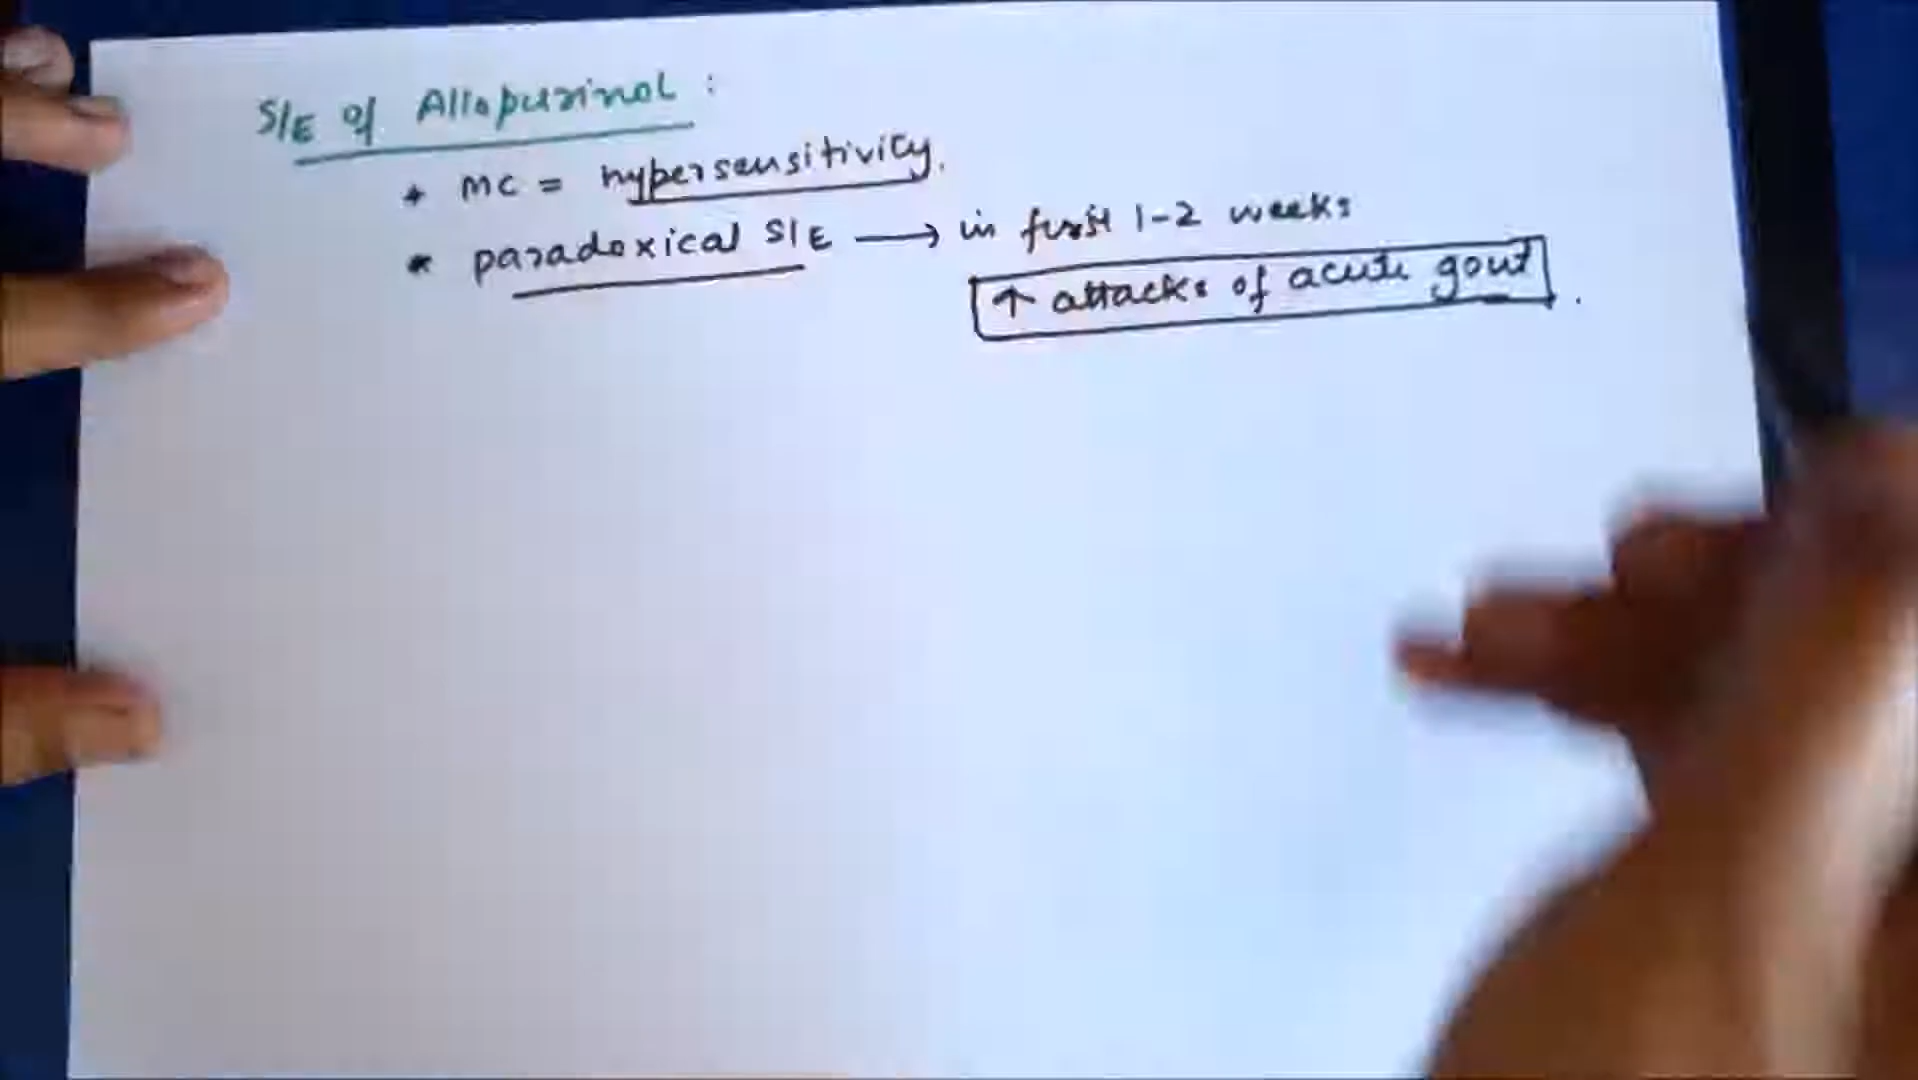 S/E of Allopurinol :
* MC = hypersensitivity.
* paradoxical S/E → in first 1-2 weeks
↑ attacks of acute gout .